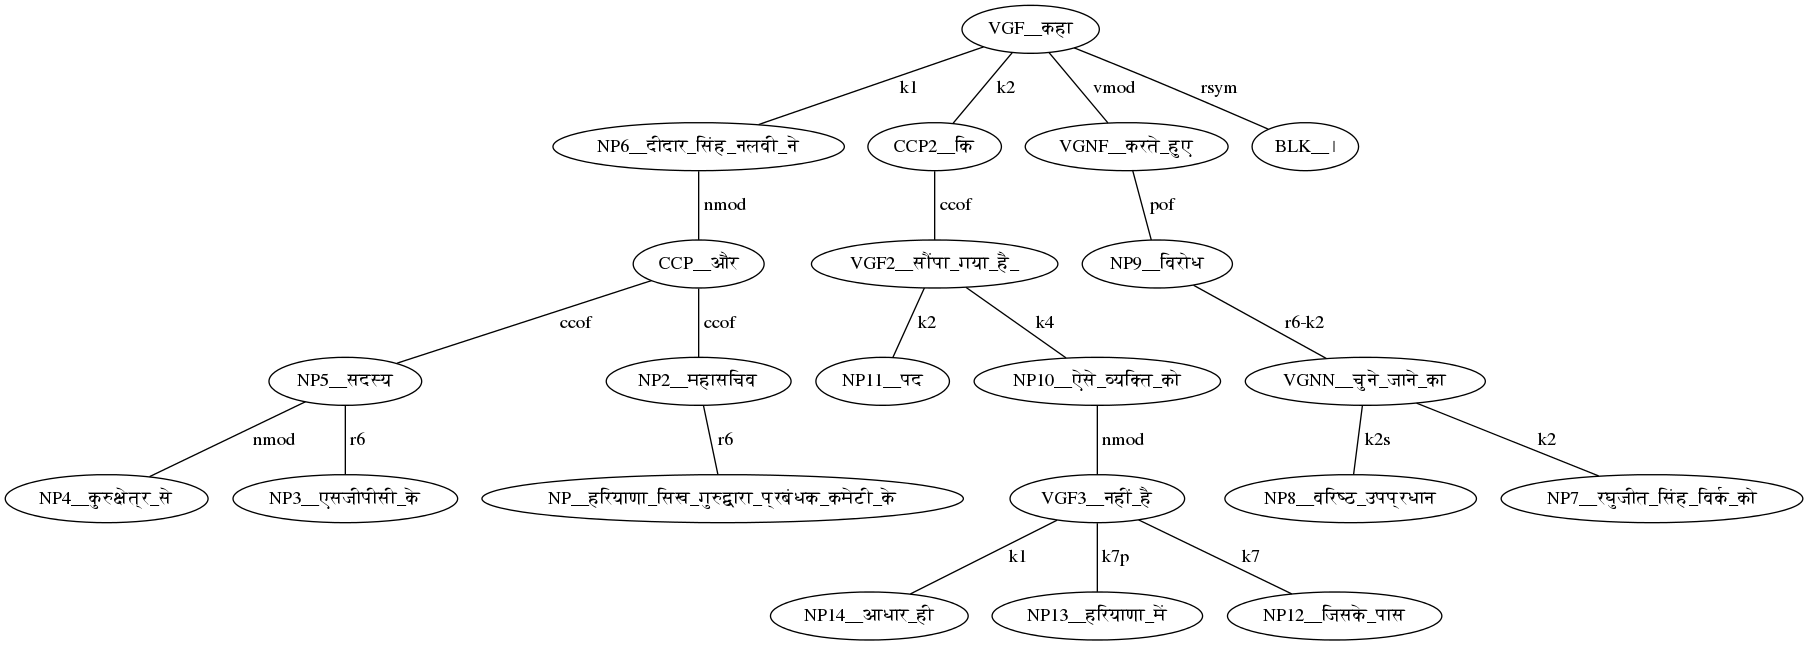 VGF__कहा
k1 k2 vmod rsym
NP6__दीदार_सिंह_नलवी_ने CCP2__कि VGNF__करते_हुए BLK__।
nmod ccof pof
CCP__और VGF2__सौंपा_गया_है_ NP9__विरोध
ccof ccof k2 k4 r6-k2
NP5__सदस्य NP2__महासचिव NP11__पद NP10__ऐसे_व्यक्ति_को VGNN__चुने_जाने_का
nmod r6 r6 nmod k2s k2
NP4__कुरुक्षेत्र_से NP3__एसजीपीसी_के NP__हरियाणा_सिख_गुरुद्वारा_प्रबंधक_कमेटी_के VGF3__नहीं_है NP8__वरिष्ठ_उपप्रधान NP7__रघुजीत_सिंह_विर्क_को
k1 k7p k7
NP14__आधार_ही NP13__हरियाणा_में NP12__जिसके_पास